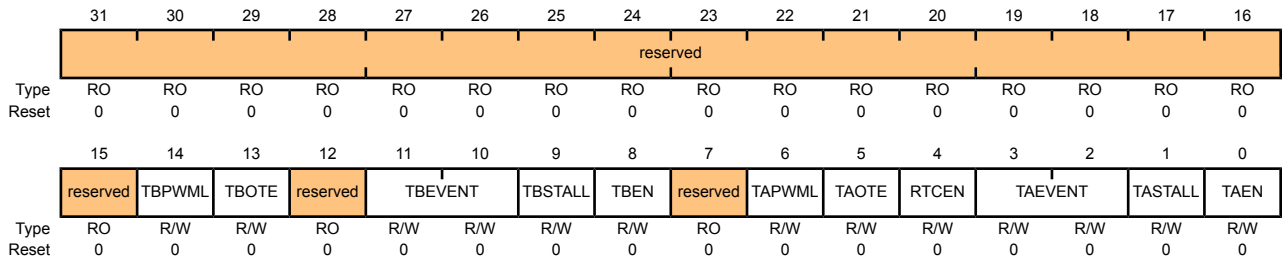 31 30 29 28 27 26 25 24 23 22 21 20 19 18 17 16
reserved
Type RO RO RO RO RO RO RO RO RO RO RO RO RO RO RO RO
Reset 0 0 0 0 0 0 0 0 0 0 0 0 0 0 0 0
15 14 13 12 11 10 9 8 7 6 5 4 3 2 1 0
reserved TBPWML TBOTE reserved TBEVENT TBSTALL TBEN reserved TAPWML TAOTE RTCEN TAEVENT TASTALL TAEN
Type RO R/W R/W RO R/W R/W R/W R/W RO R/W R/W R/W R/W R/W R/W R/W
Reset 0 0 0 0 0 0 0 0 0 0 0 0 0 0 0 0